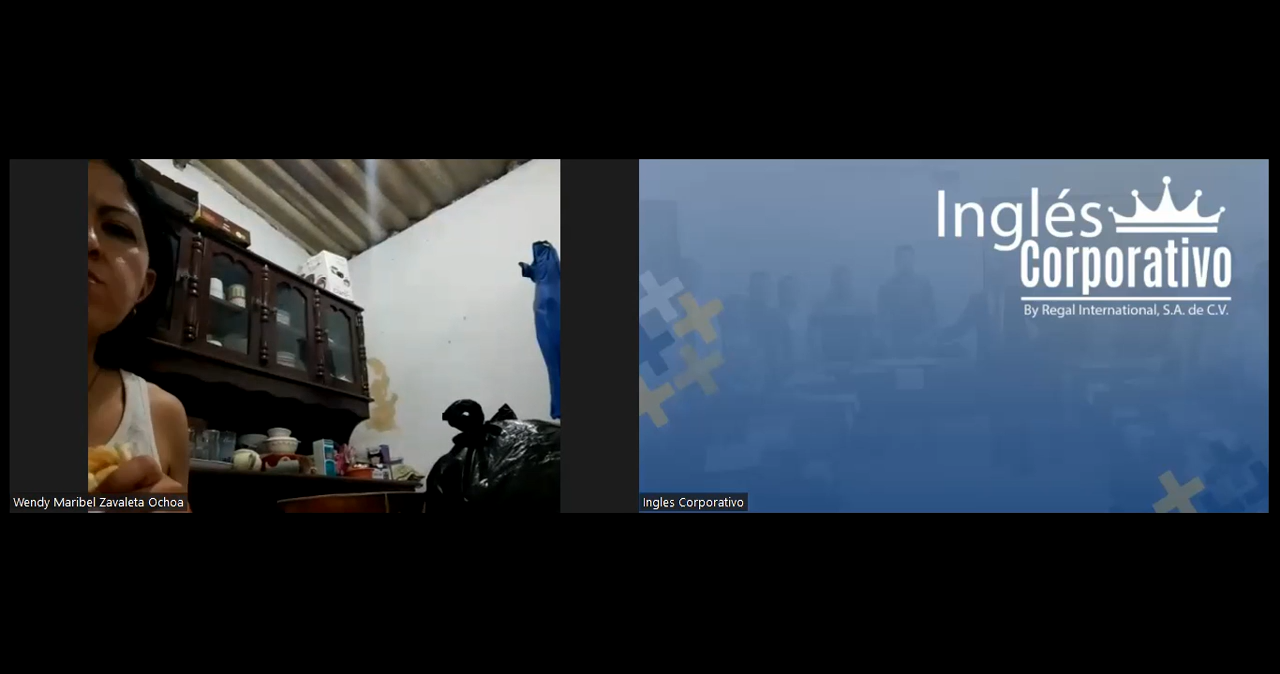 Inglés
Corporativo
By Regal International, S.A. de C.V.
Wendy Maribel Zavaleta Ochoa
Ingles Corporativo